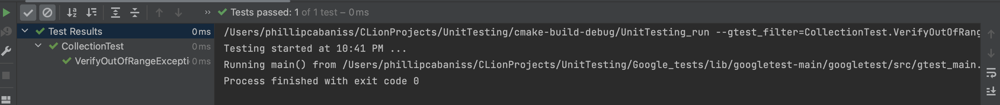 Tests passed: 1 of 1 test – 0 ms
Test Results 0 ms
CollectionTest 0 ms
VerifyOutOfRangeExcepti 0 ms
/Users/phillipcabaniss/CLionProjects/UnitTesting/cmake-build-debug/UnitTesting_run --gtest_filter=CollectionTest.VerifyOutOfRang
Testing started at 10:41 PM ...
Running main() from /Users/phillipcabaniss/CLionProjects/UnitTesting/Google_tests/lib/googletest-main/googletest/src/gtest_main.
Process finished with exit code 0